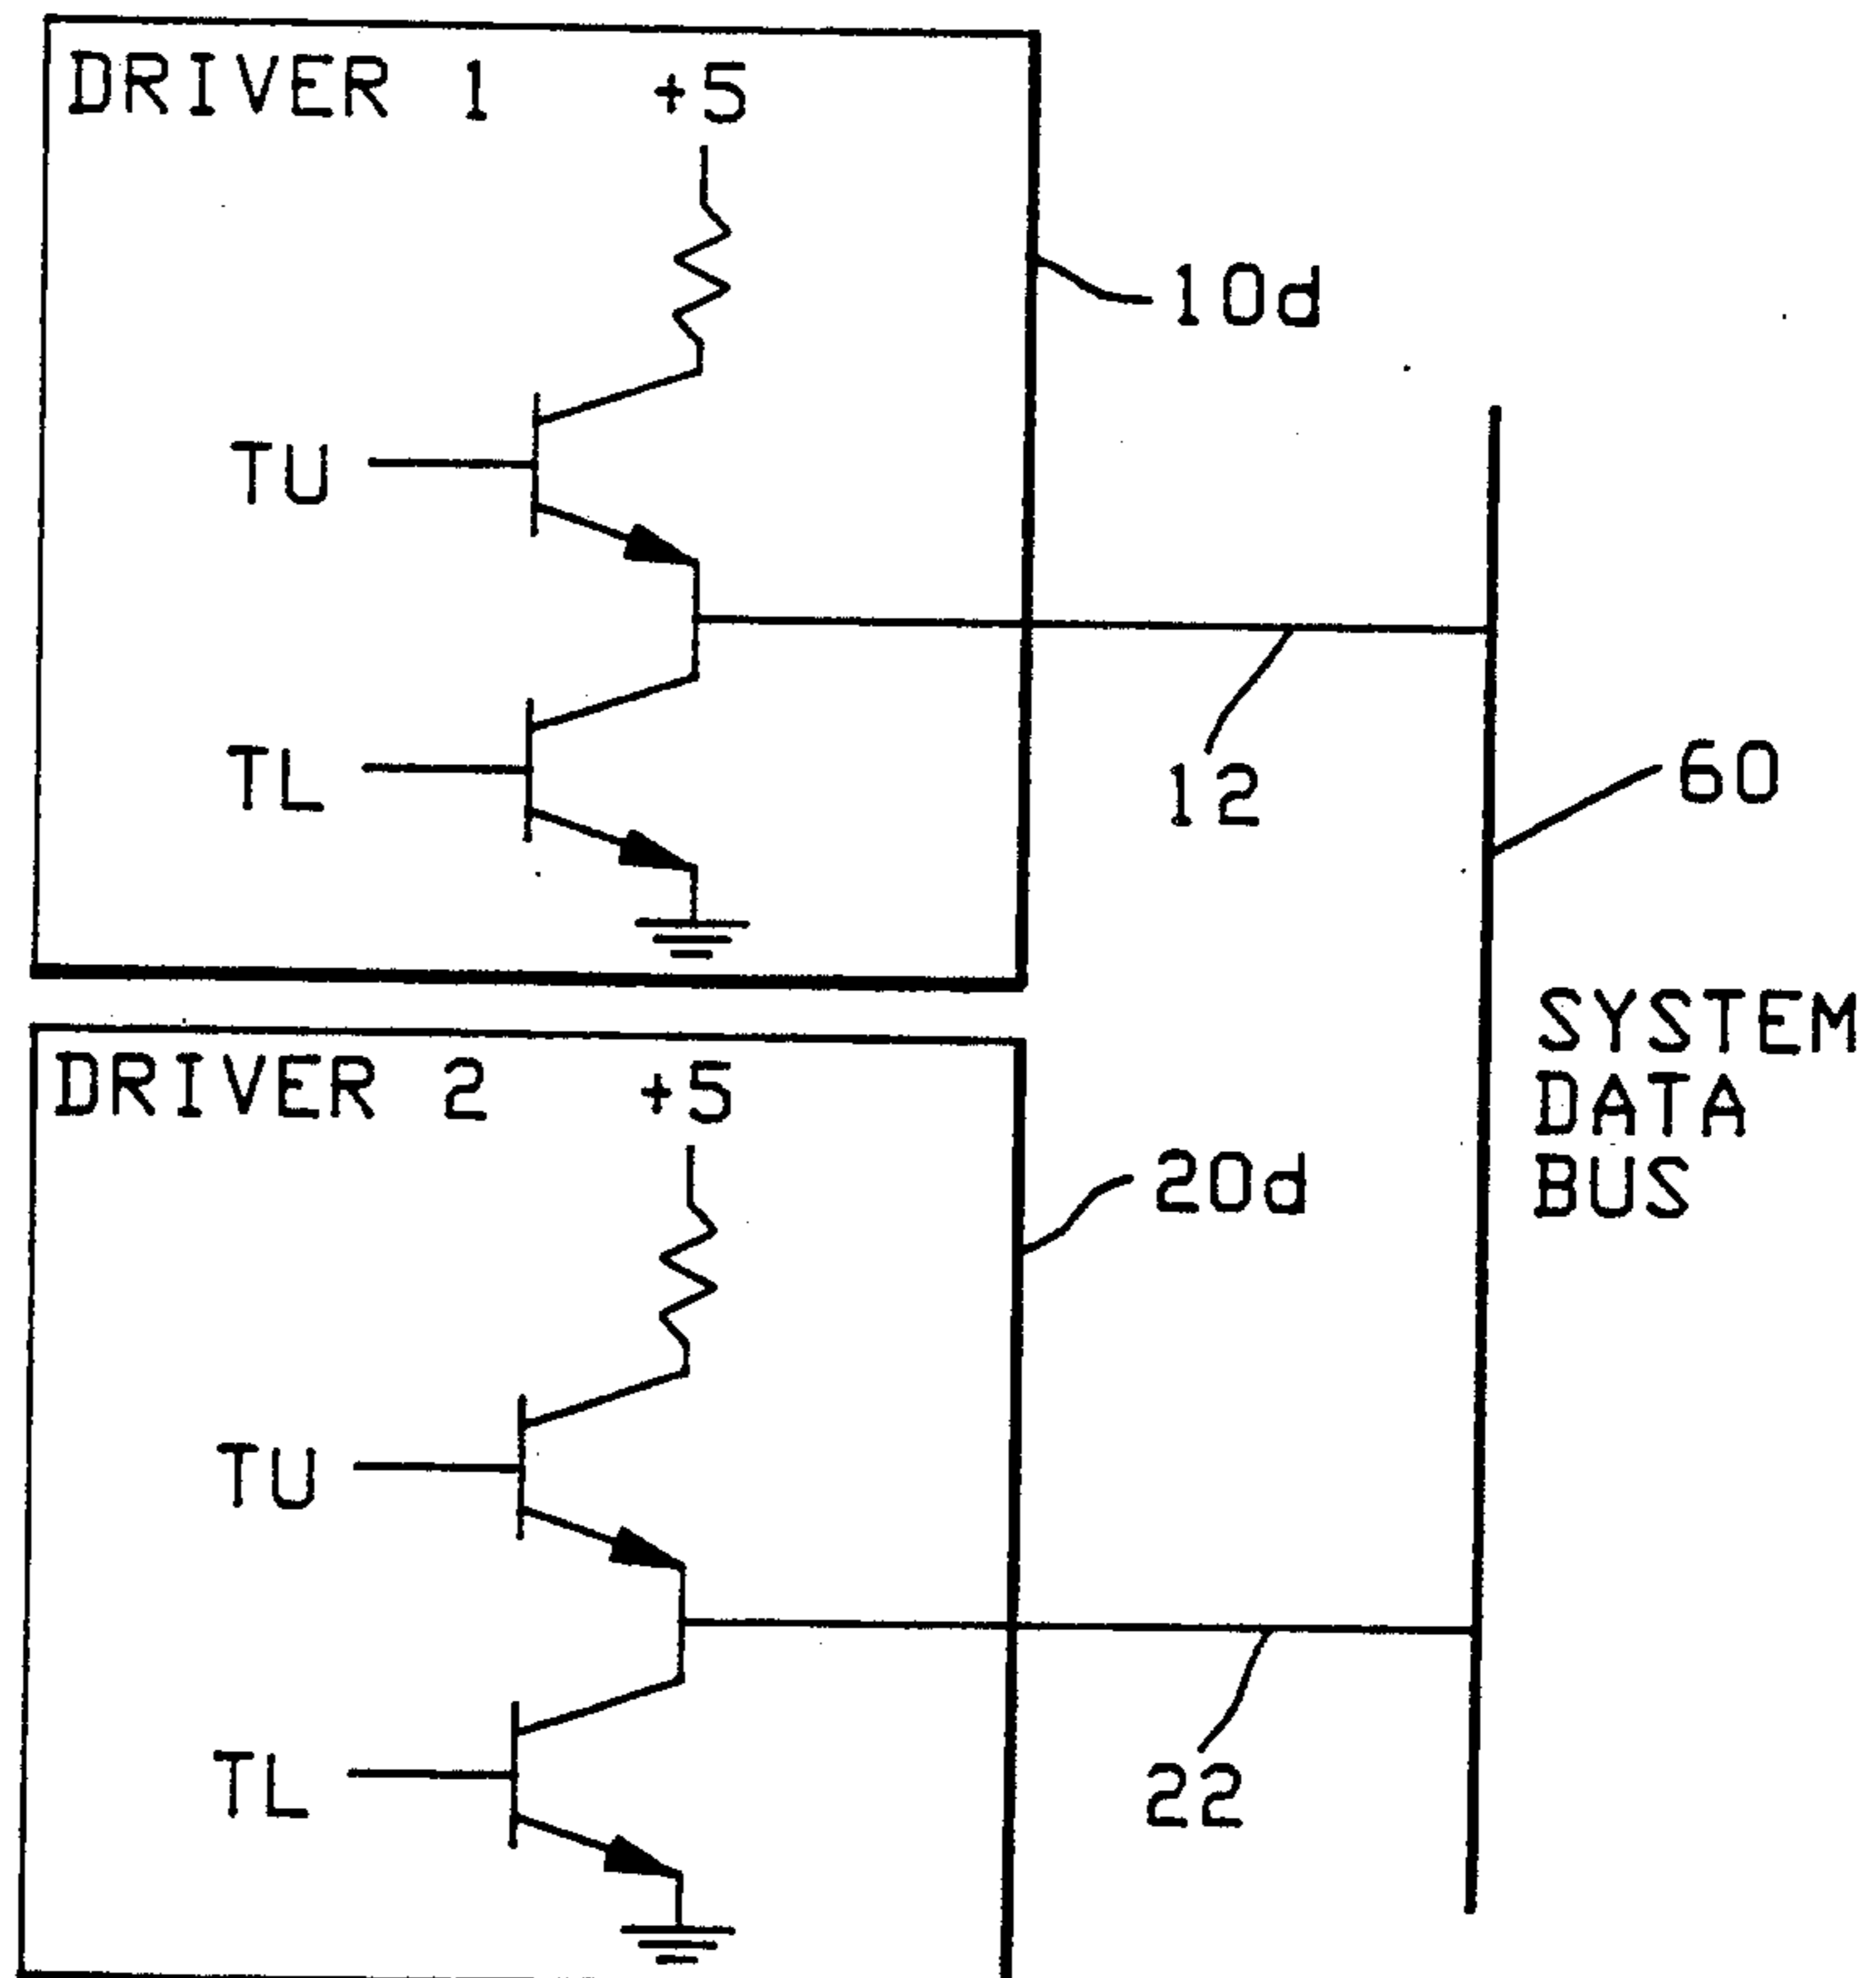 DRIVER 1 +5
10d
TU
12
TL
60
SYSTEM
DATA
BUS
DRIVER 2 +5
20d
TU
22
TL